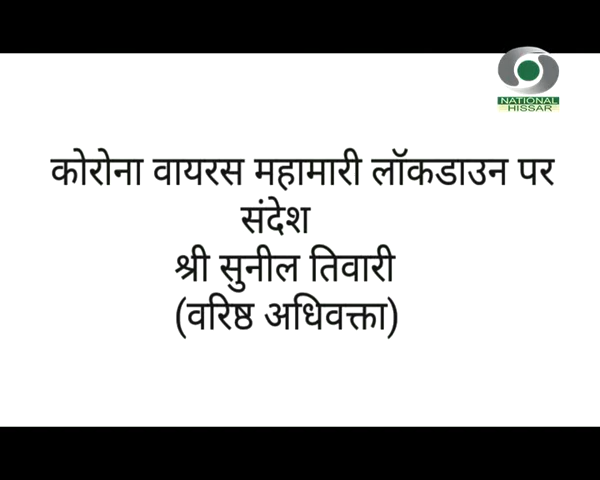 NATIONAL
HISSAR
कोरोना वायरस महामारी लॉकडाउन पर
संदेश
श्री सुनील तिवारी
(वरिष्ठ अधिवक्ता)